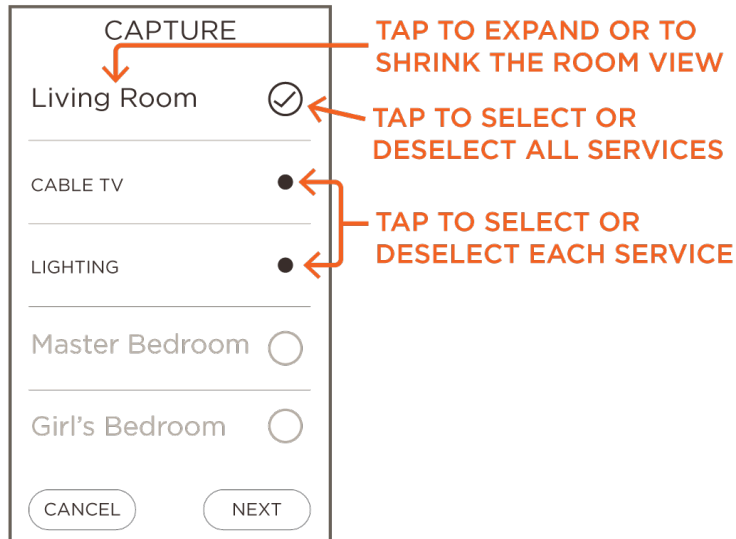 CAPTURE
TAP TO EXPAND OR TO
SHRINK THE ROOM VIEW
Living Room
TAP TO SELECT OR
DESELECT ALL SERVICES
CABLE TV
TAP TO SELECT OR
DESELECT EACH SERVICE
LIGHTING
Master Bedroom
Girl’s Bedroom
CANCEL
NEXT